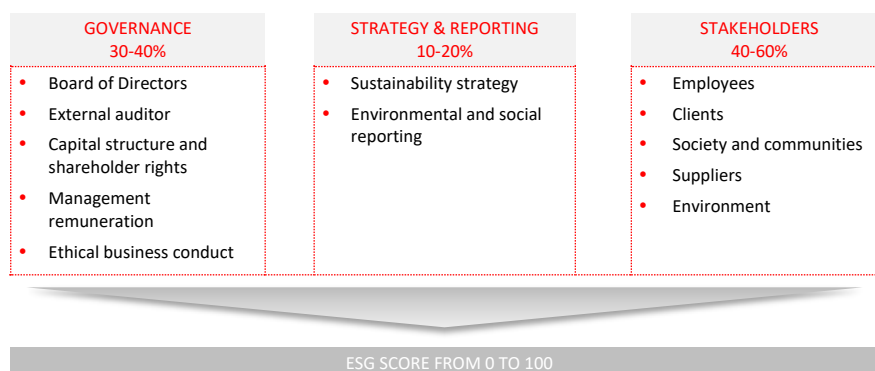 GOVERNANCE
30-40%
• Board of Directors
• External auditor
• Capital structure and
shareholder rights
• Management
remuneration
• Ethical business conduct
STRATEGY & REPORTING
10-20%
• Sustainability strategy
• Environmental and social
reporting
STAKEHOLDERS
40-60%
• Employees
• Clients
• Society and communities
• Suppliers
• Environment
ESG SCORE FROM 0 TO 100